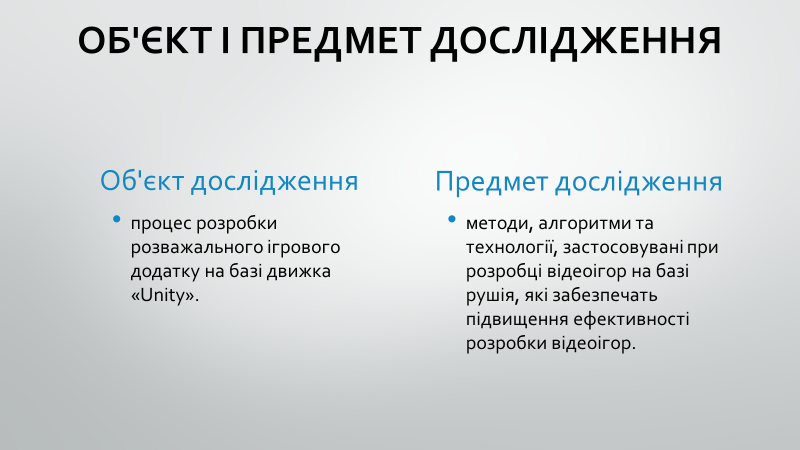 ОБ'ЄКТ І ПРЕДМЕТ ДОСЛІДЖЕННЯ
Об'єкт дослідження
• процес розробки
розважального ігрового
додатку на базі движка
«Unity».
Предмет дослідження
• методи, алгоритми та
технології, застосовувані при
розробці відеоігор на базі
рушія, які забезпечать
підвищення ефективності
розробки відеоігор.